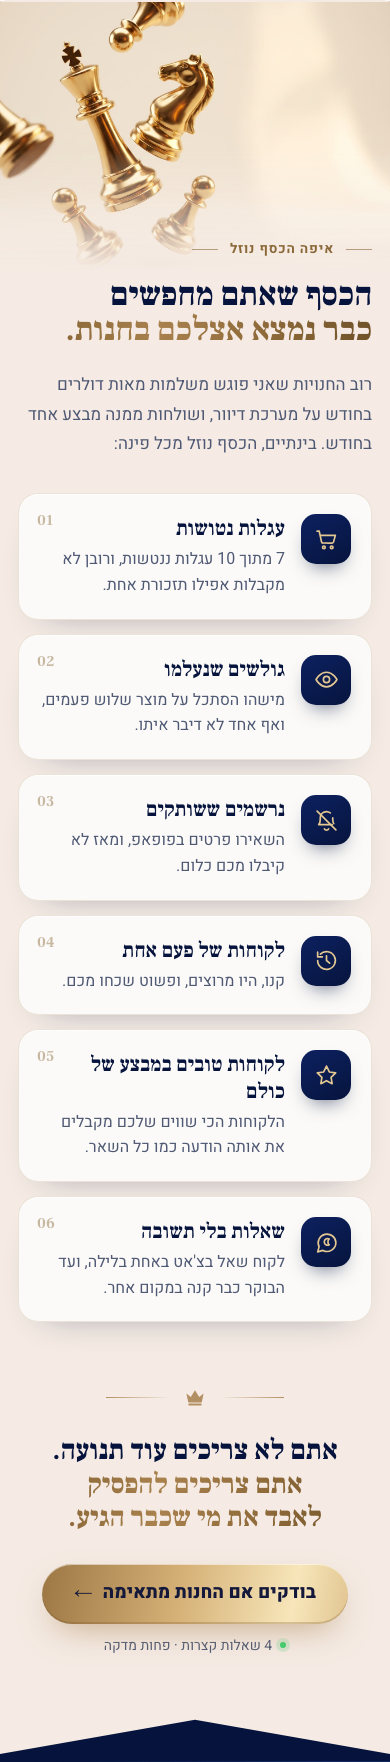 איפה הכסף נוזל
הכסף שאתם מחפשים
כבר נמצא אצלכם בחנות.
רוב החנויות שאני פוגש משלמות מאות דולרים
בחודש על מערכת דיוור, ושולחות ממנה מבצע אחד
בחודש. בינתיים, הכסף נוזל מכל פינה:
01
עגלות נטושות
7 מתוך 10 עגלות ננטשות, ורובן לא
מקבלות אפילו תזכורת אחת.
02
גולשים שנעלמו
מישהו הסתכל על מוצר שלוש פעמים,
ואף אחד לא דיבר איתו.
03
נרשמים ששותקים
השאירו פרטים בפופאפ, ומאז לא
קיבלו מכם כלום.
04
לקוחות של פעם אחת
קנו, היו מרוצים, ופשוט שכחו מכם.
05
לקוחות טובים במבצע של
כולם
הלקוחות הכי שווים שלכם מקבלים
את אותה הודעה כמו כל השאר.
06
שאלות בלי תשובה
לקוח שאל בצ'אט באחת בלילה, ועד
הבוקר כבר קנה במקום אחר.
אתם לא צריכים עוד תנועה.
אתם צריכים להפסיק
לאבד את מי שכבר הגיע.
בודקים אם החנות מתאימה ←
4 שאלות קצרות · פחות מדקה